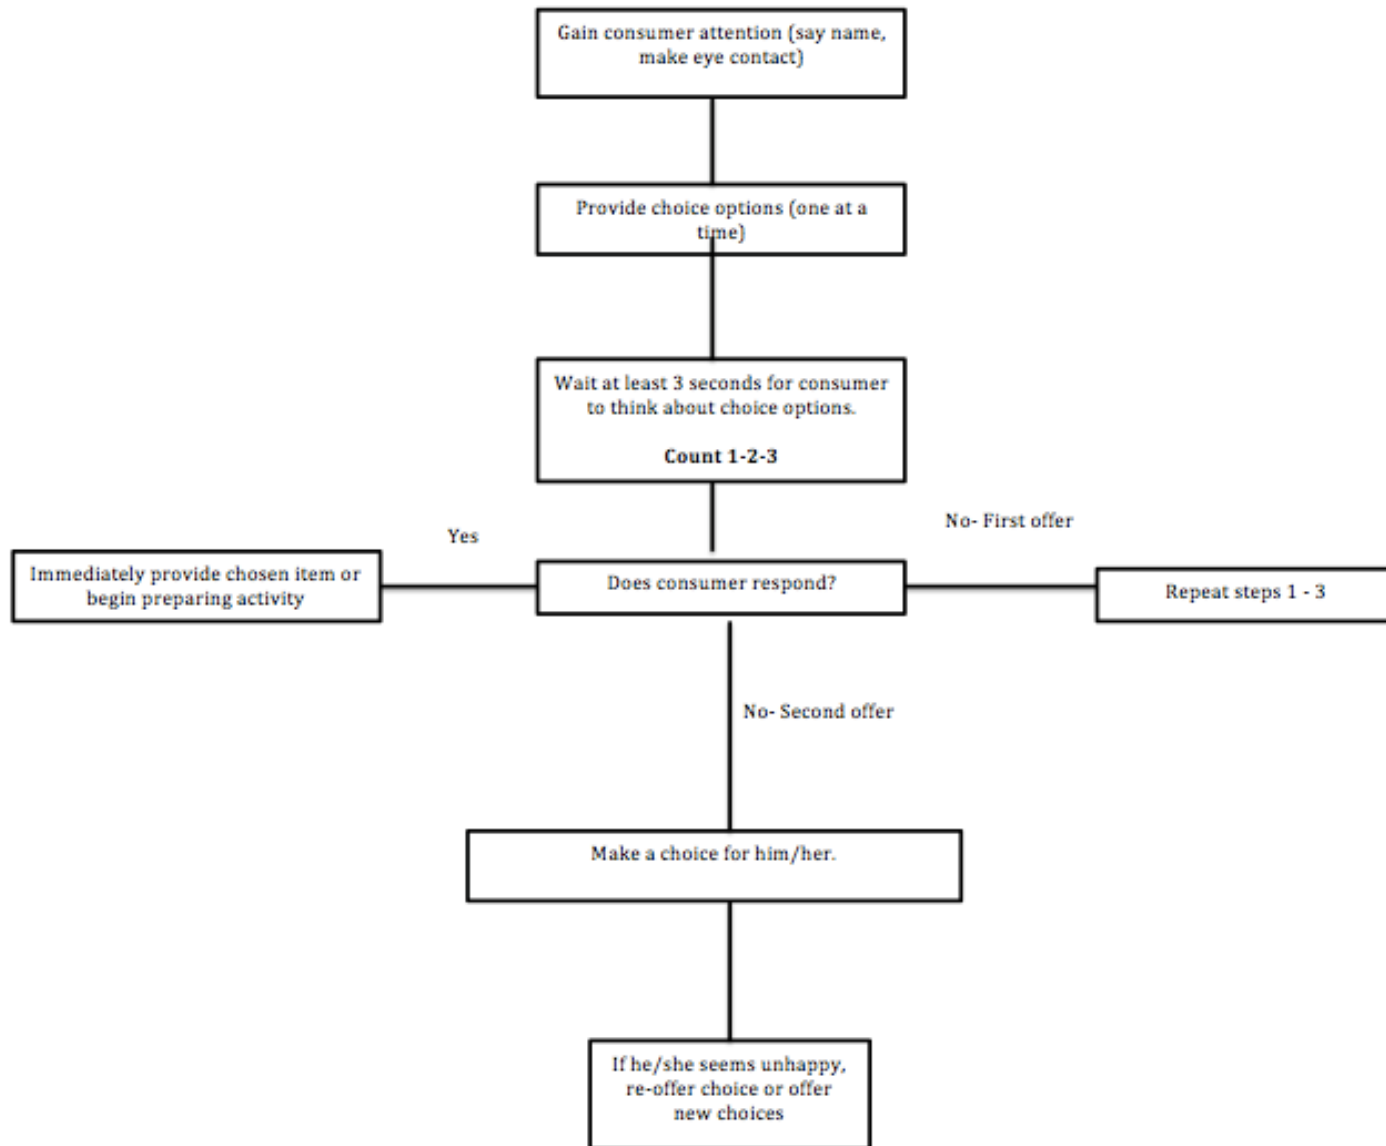 Gain consumer attention (say name,
make eye contact)
Provide choice options (one at a
time)
Wait at least 3 seconds for consumer
to think about choice options.
Count 1-2-3
No- First offer
Yes
Immediately provide chosen item or
begin preparing activity
Does consumer respond?
Repeat steps 1 - 3
No- Second offer
Make a choice for him/her.
If he/she seems unhappy,
re-offer choice or offer
new choices